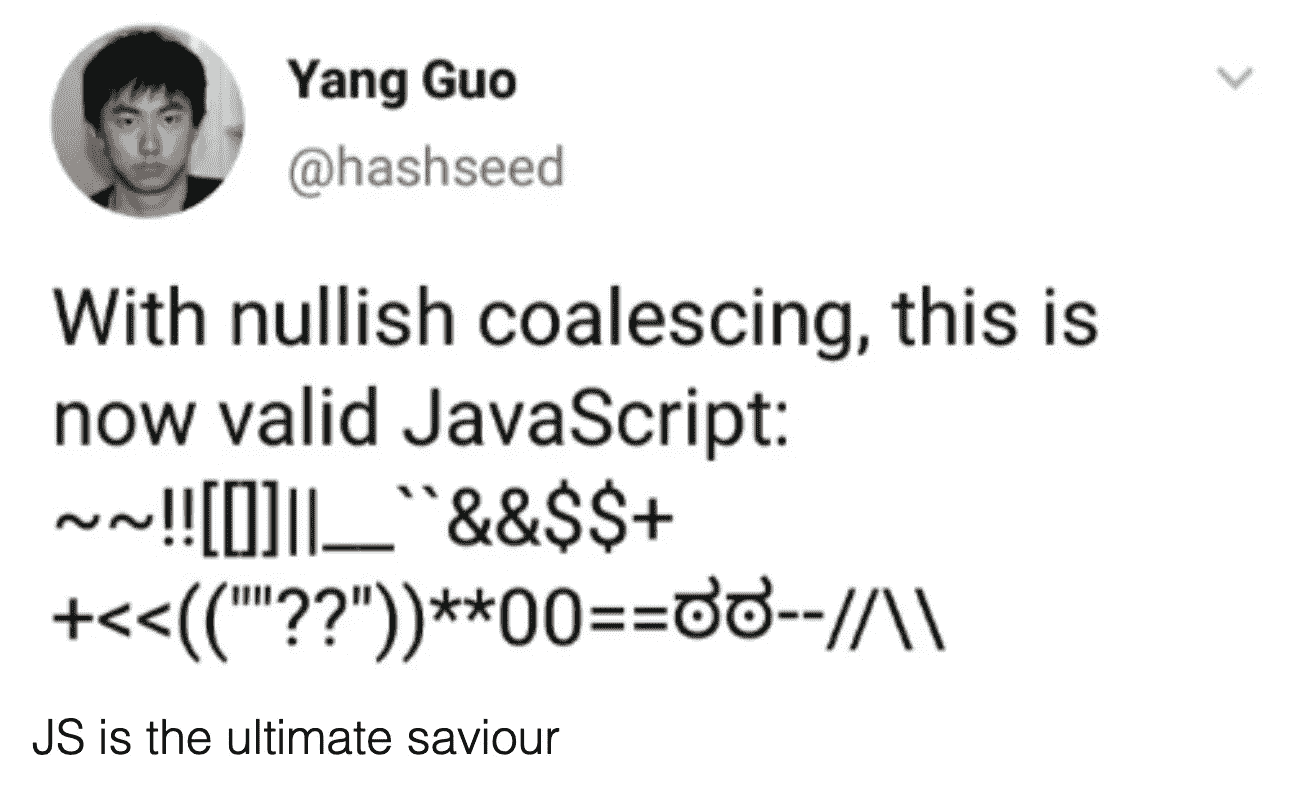 Yang Guo
@hashseed
With nullish coalescing, this is
now valid JavaScript:
~~!![[]]||__``&&$$+
+<<((""??"))**00==ಠಠ--//\\
JS is the ultimate saviour